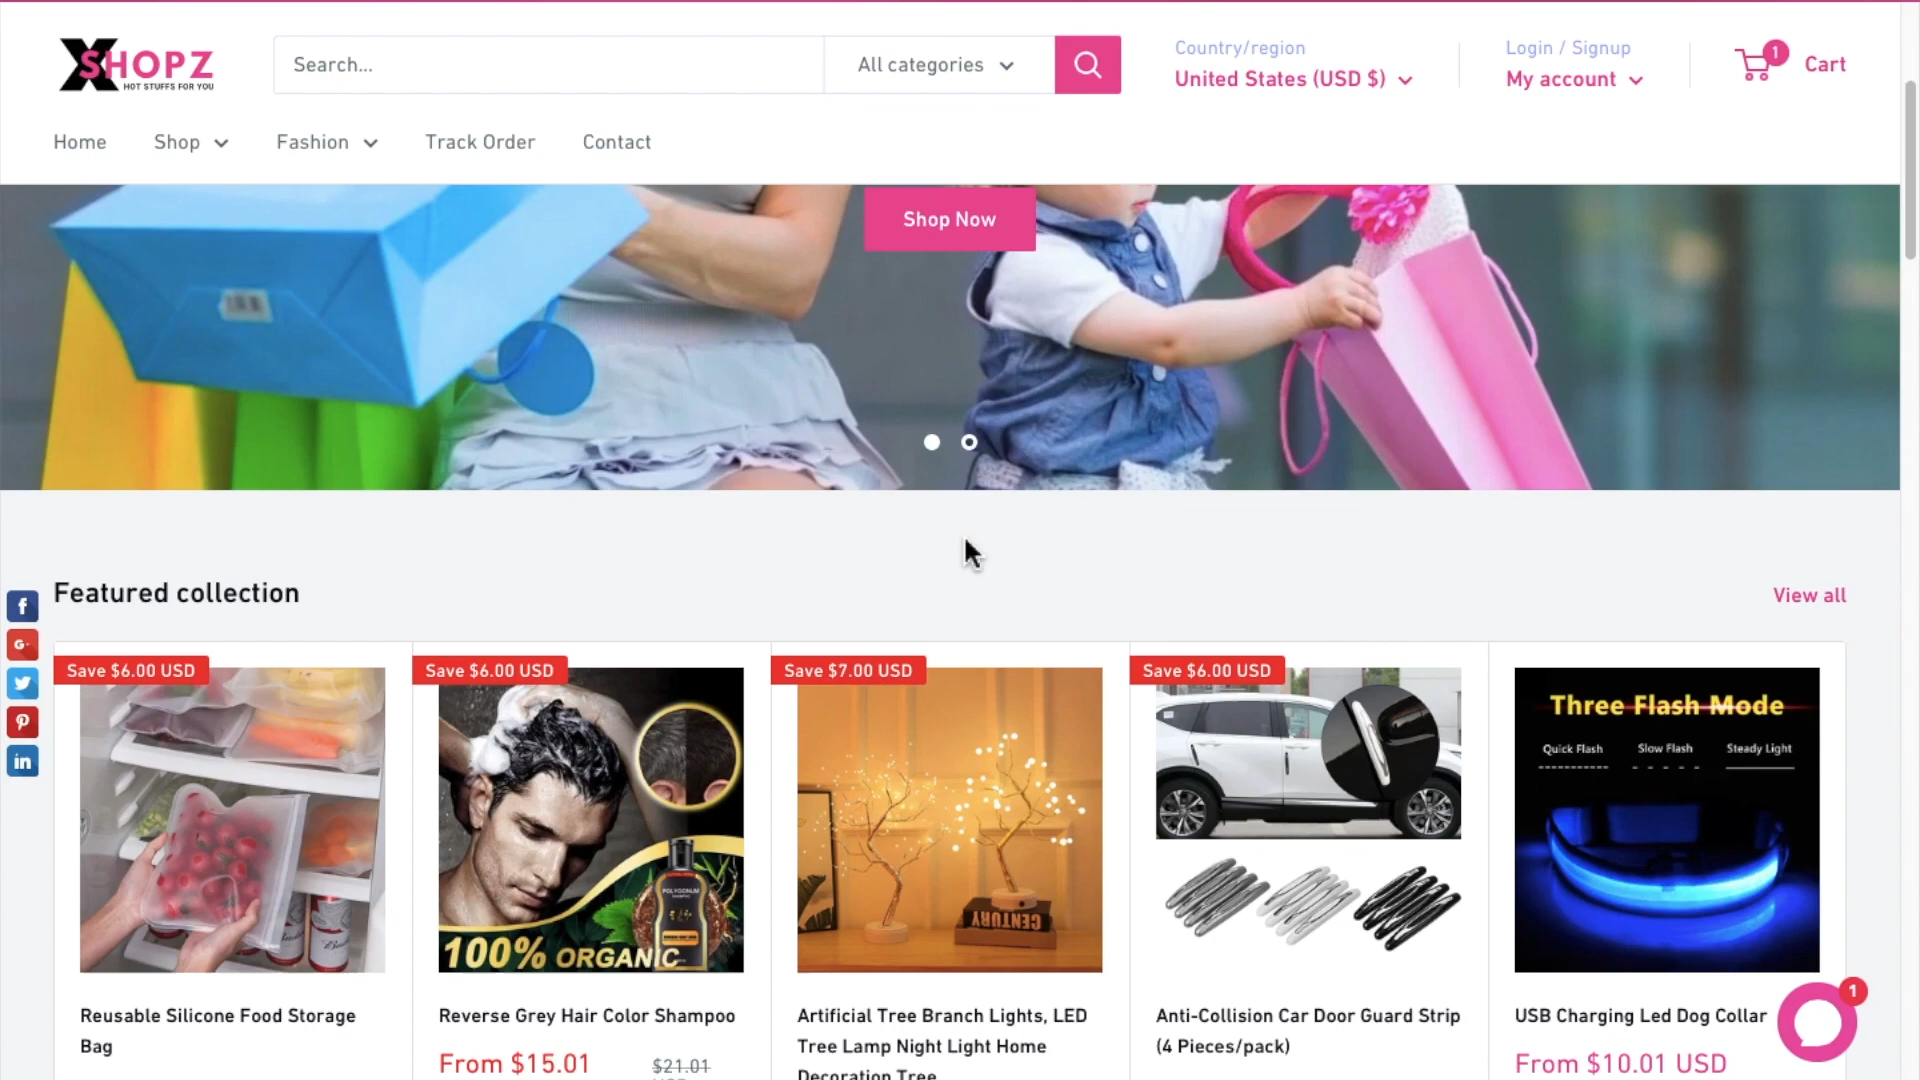 XSHOPZ
HOT STUFFS FOR YOU
Search...
All categories
Country/region
United States (USD $)
Login / Signup
My account
1
Cart
Home
Shop
Fashion
Track Order
Contact
Shop Now
Featured collection
View all
f
G+
P
in
Save $6.00 USD
Save $6.00 USD
Save $7.00 USD
Save $6.00 USD
Three Flash Mode
Quick Flash
Slow Flash
Steady Light
POLYGONUM
CENTURY
100% ORGANIC
Reusable Silicone Food Storage
Bag
Reverse Grey Hair Color Shampoo
From $15.01
$21.01
USD
Artificial Tree Branch Lights, LED
Tree Lamp Night Light Home
Decoration Tree
Anti-Collision Car Door Guard Strip
(4 Pieces/pack)
USB Charging Led Dog Collar
From $10.01 USD
1